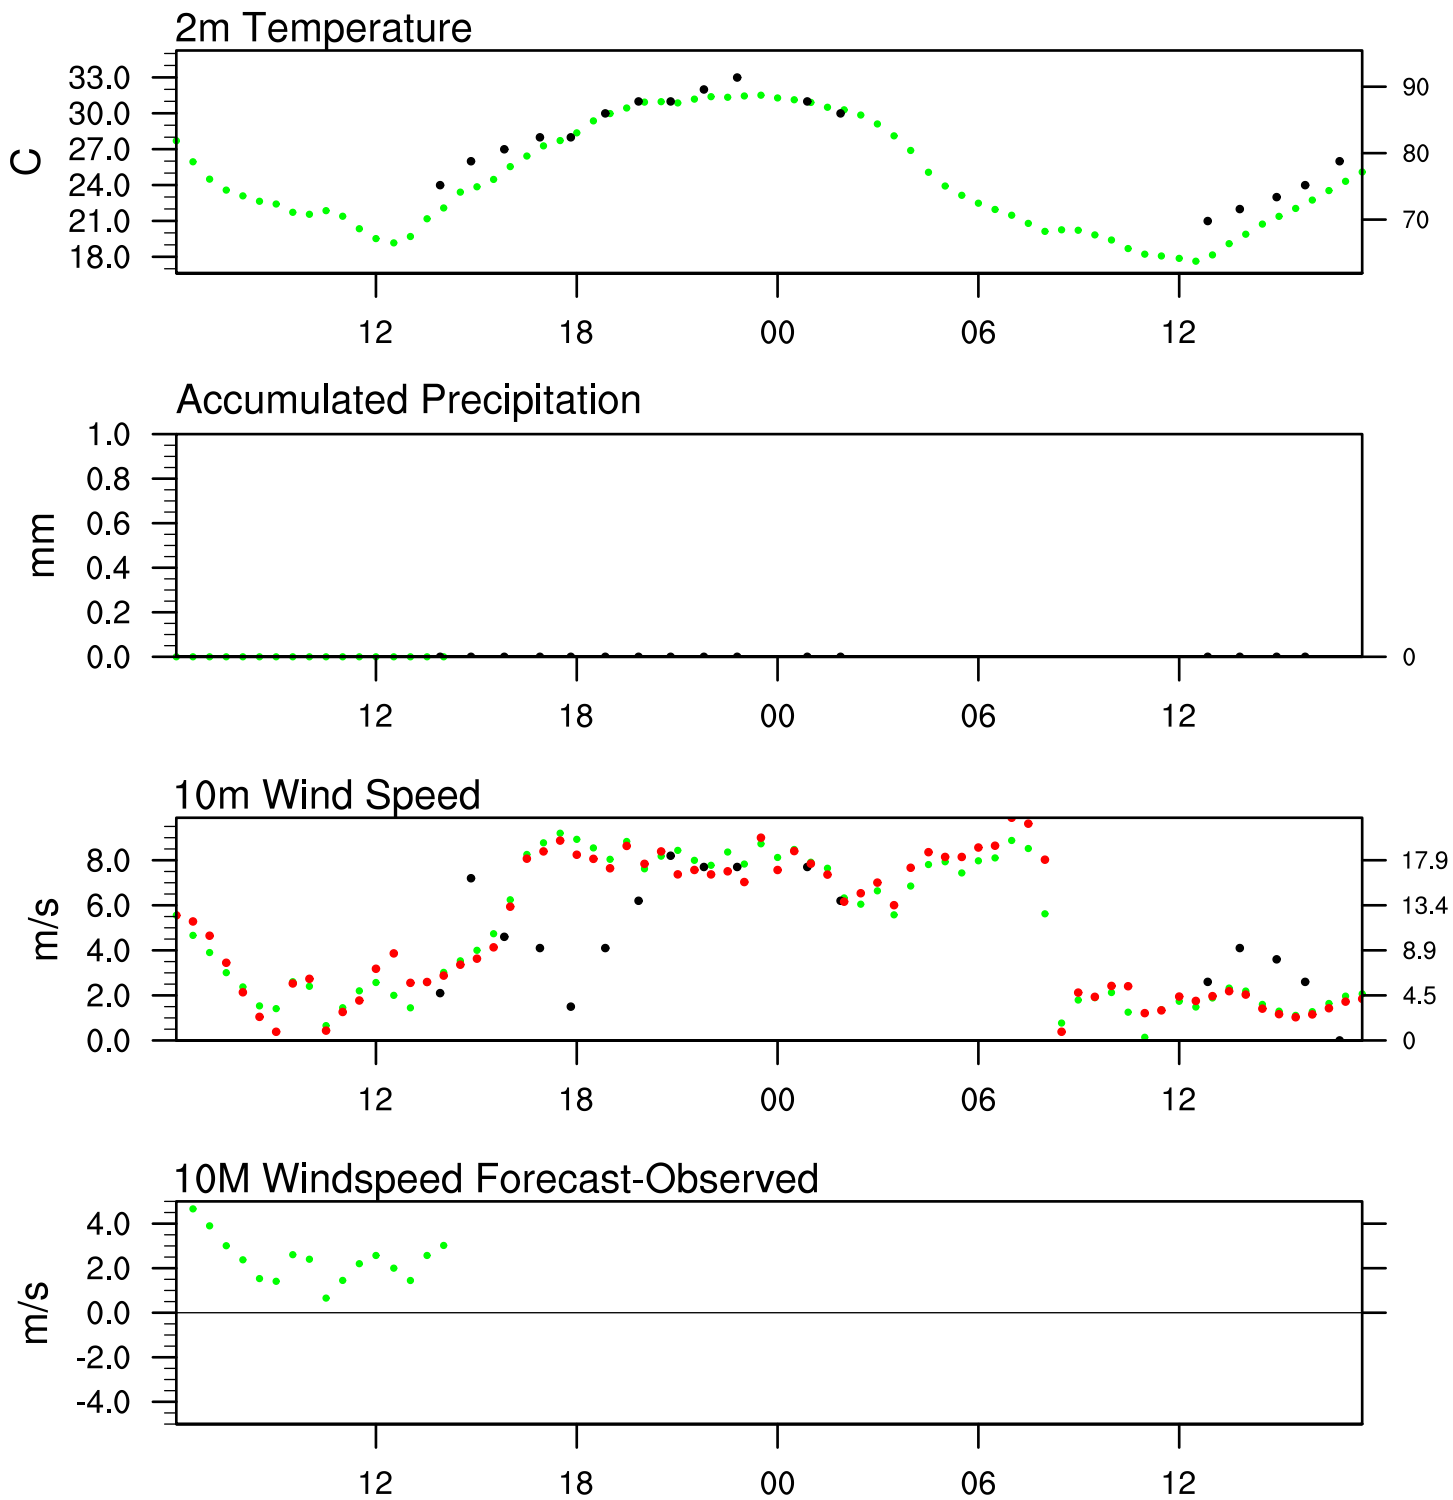 2m Temperature
33.0
30.0
27.0
24.0
21.0
18.0
C
90
80
70
12 18 00 06 12
Accumulated Precipitation
1.0
0.8
0.6
0.4
0.2
0.0
mm
0
12 18 00 06 12
10m Wind Speed
8.0
6.0
4.0
2.0
0.0
m/s
17.9
13.4
8.9
4.5
0
12 18 00 06 12
10M Windspeed Forecast-Observed
4.0
2.0
0.0
-2.0
-4.0
m/s
12 18 00 06 12